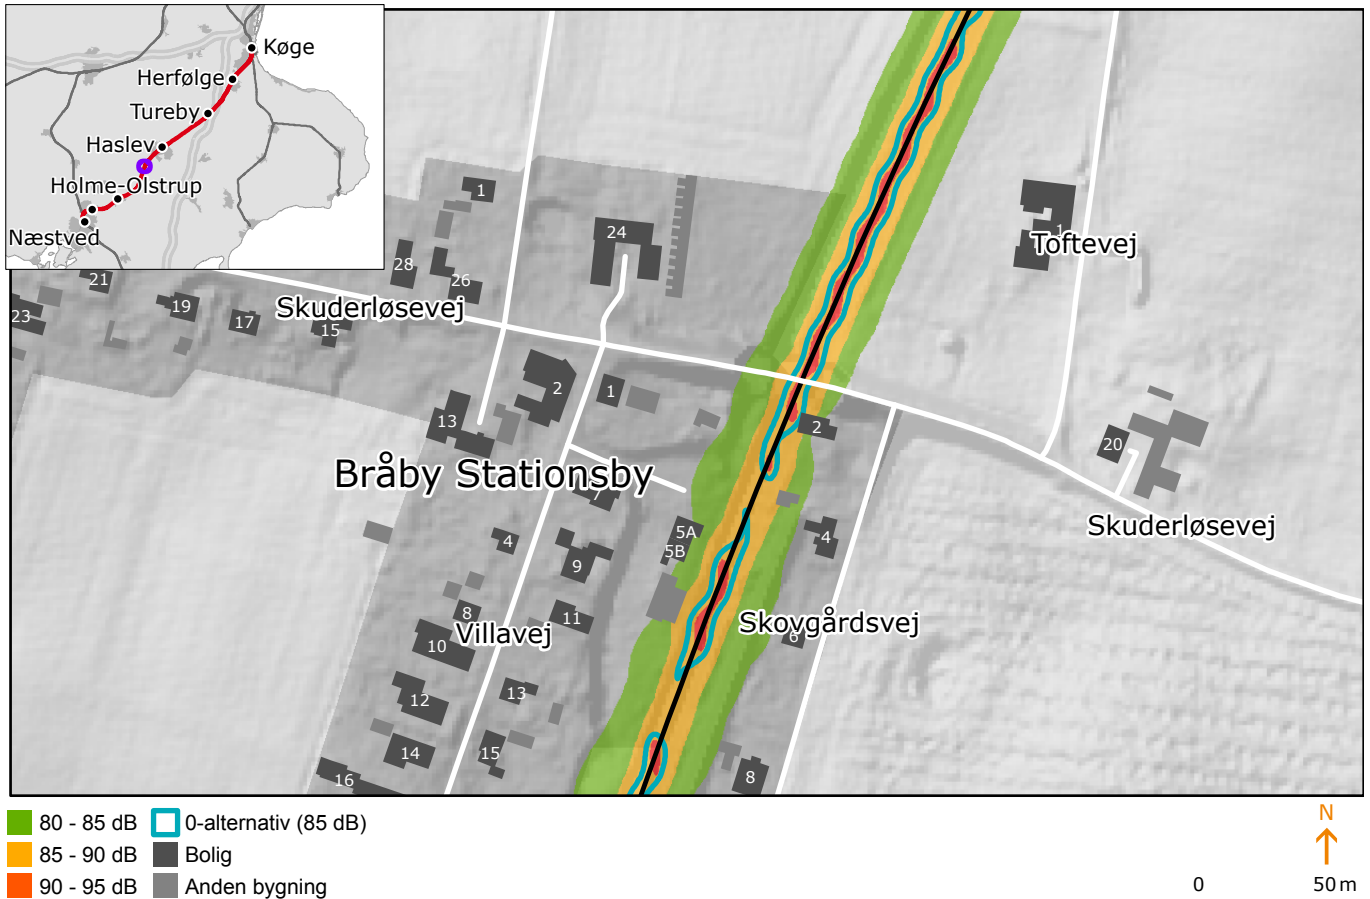 Køge
Herfølge
Tureby
Haslev
Holme-Olstrup
Næstved
1
24
28
26
21
23
19
17
15
Skuderløsevej
1
Toftevej
2
1
13
2
20
Bråby Stationsby
7
Skuderløsevej
5A
5B
4
4
9
8
11
Villavej
Skovgårdsvej
10
6
12
13
14
15
16
8
80 - 85 dB
0-alternativ (85 dB)
85 - 90 dB
Bolig
90 - 95 dB
Anden bygning
N
0 50 m